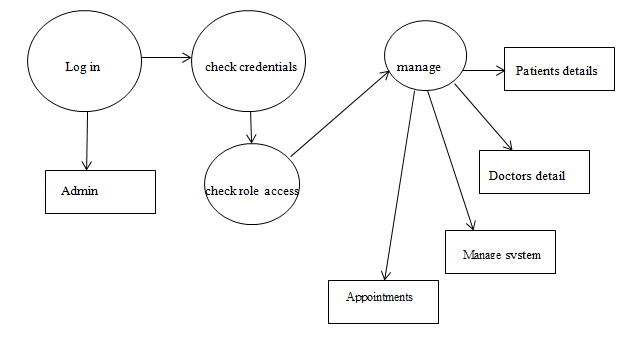 Log in
check credentials
manage
Patients details
Admin
check role access
Doctors detail
Manage system
Appointments